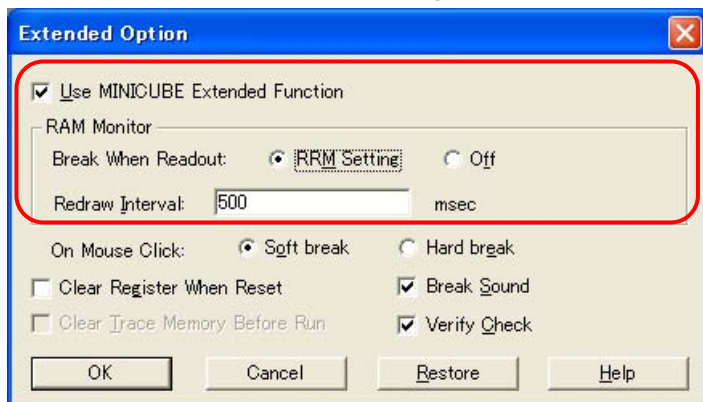 Extended Option
Use MINICUBE Extended Function
RAM Monitor
Break When Readout: RRM Setting Off
Redraw Interval: 500 msec
On Mouse Click: Soft break Hard break
Clear Register When Reset Break Sound
Clear Trace Memory Before Run Verify Check
OK Cancel Restore Help